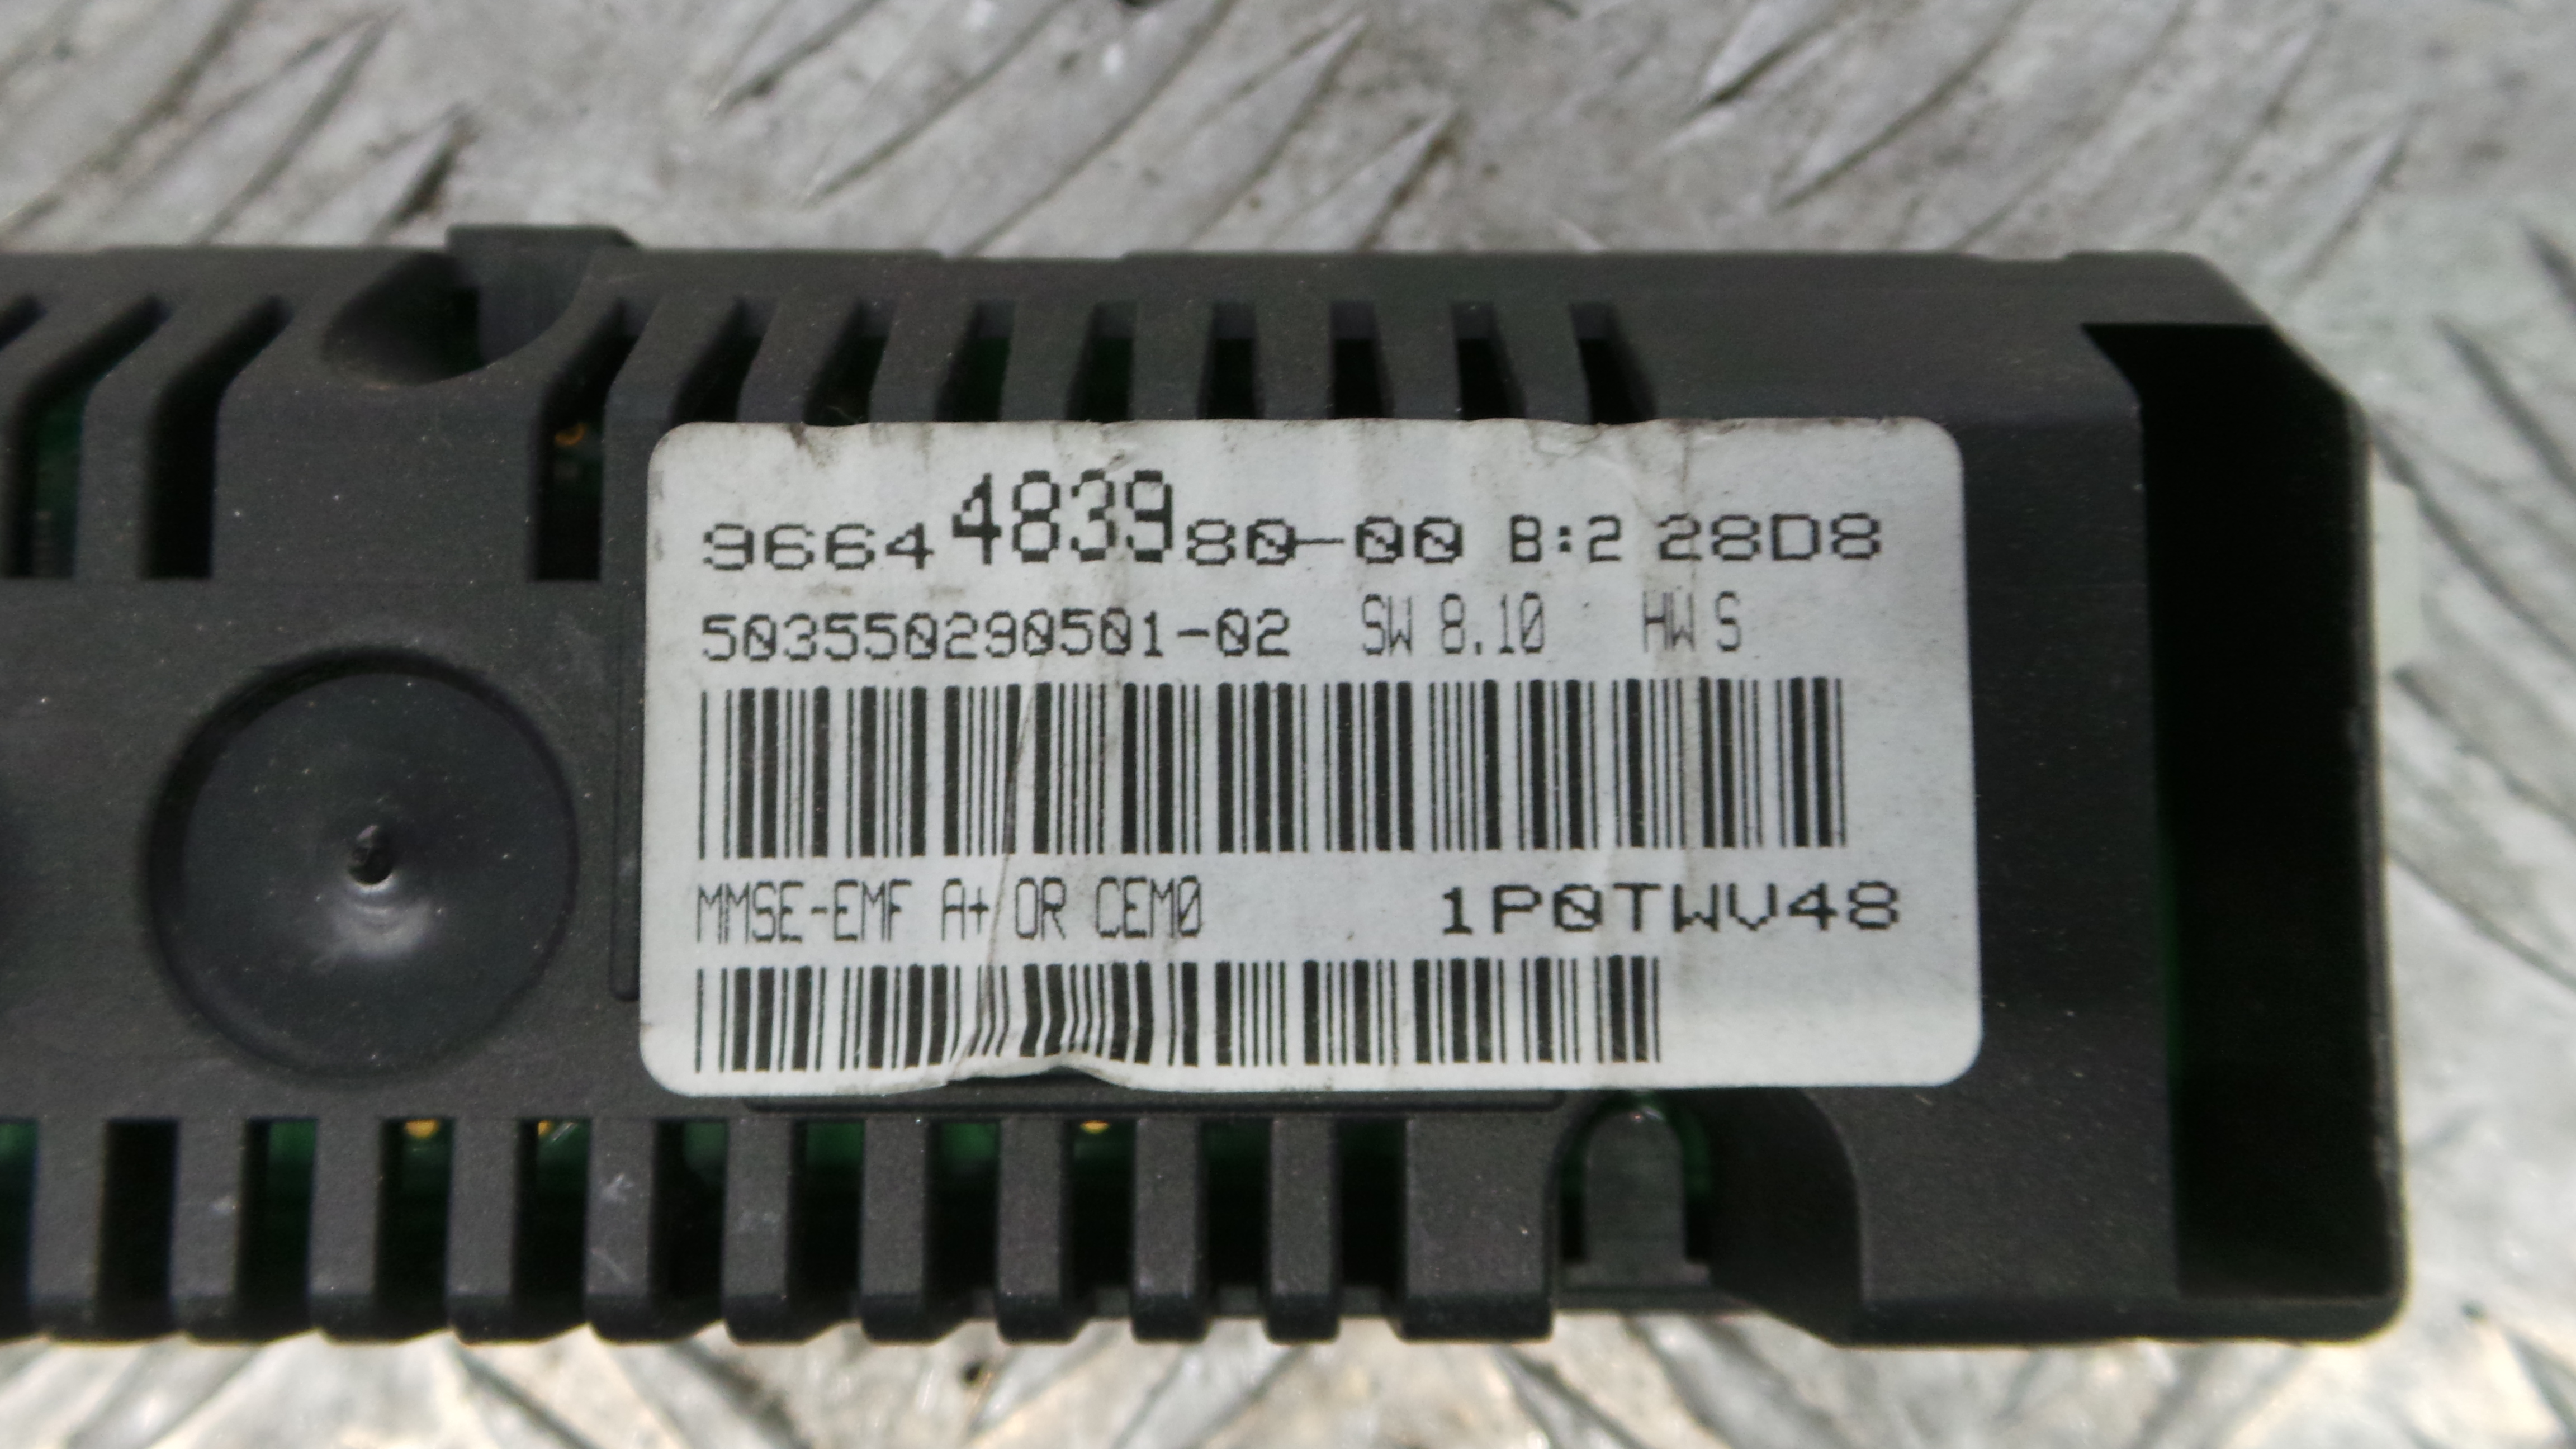 9664483980-00 B:2 28D8
503550290501-02 SW 8.10 HW S
MMSE-EMF A+ OR CEM0 1P0TWV48